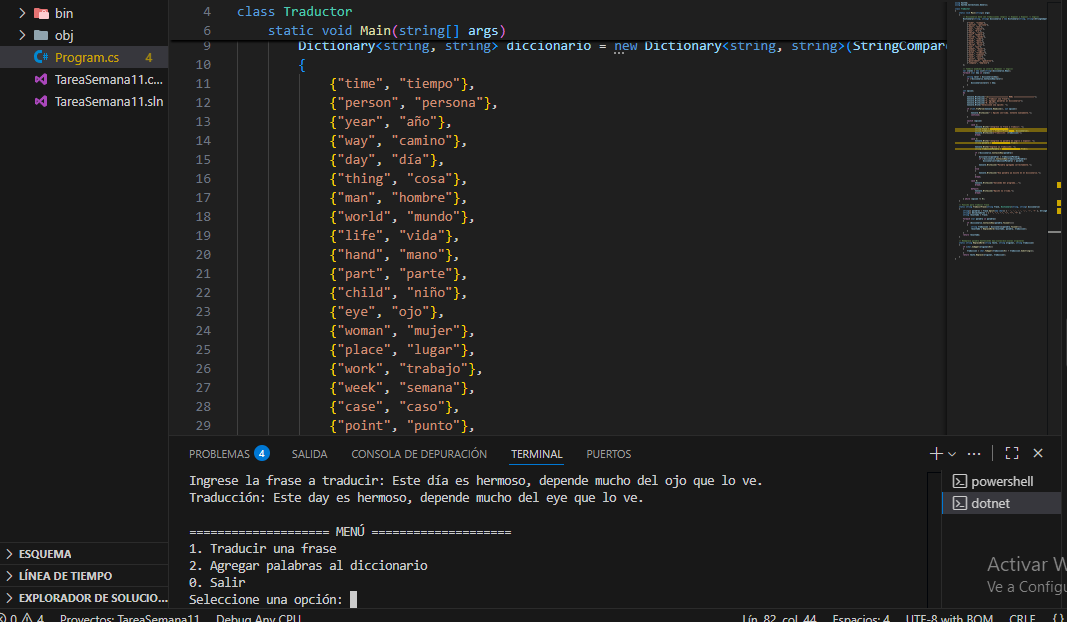 bin
obj
Program.cs 4
TareaSemana11.c...
TareaSemana11.sln
ESQUEMA
LÍNEA DE TIEMPO
EXPLORADOR DE SOLUCIO...
4 class Traductor
6 static void Main(string[] args)
9 Dictionary<string, string> diccionario = new Dictionary<string, string>(StringCompar
10 {
11 {"time", "tiempo"},
12 {"person", "persona"},
13 {"year", "año"},
14 {"way", "camino"},
15 {"day", "día"},
16 {"thing", "cosa"},
17 {"man", "hombre"},
18 {"world", "mundo"},
19 {"life", "vida"},
20 {"hand", "mano"},
21 {"part", "parte"},
22 {"child", "niño"},
23 {"eye", "ojo"},
24 {"woman", "mujer"},
25 {"place", "lugar"},
26 {"work", "trabajo"},
27 {"week", "semana"},
28 {"case", "caso"},
29 {"point", "punto"},
PROBLEMAS 4 SALIDA CONSOLA DE DEPURACIÓN TERMINAL PUERTOS
Ingrese la frase a traducir: Este día es hermoso, depende mucho del ojo que lo ve.
Traducción: Este day es hermoso, depende mucho del eye que lo ve.
==================== MENÚ ====================
1. Traducir una frase
2. Agregar palabras al diccionario
0. Salir
Seleccione una opción:
powershell
dotnet
Activar W
Ve a Configu
0 4 Proyectos: TareaSemana11 Debug Any CPU Lín. 82, col. 44 Espacios: 4 UTF-8 with BOM CRLF {}